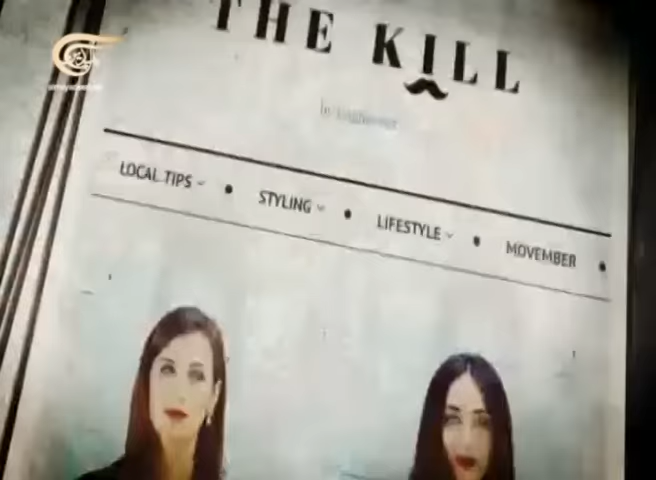 THE KILL
LOCAL TIPS • STYLING • LIFESTYLE • MOVEMBER •